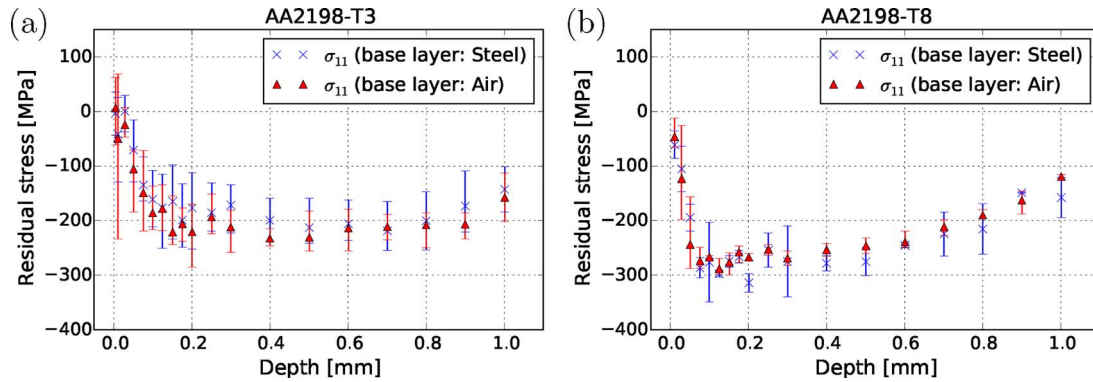 (a)
AA2198-T3
Residual stress [MPa]
100
0
−100
−200
−300
−400
σ11 (base layer: Steel)
σ11 (base layer: Air)
0.0 0.2 0.4 0.6 0.8 1.0
Depth [mm]
(b)
AA2198-T8
Residual stress [MPa]
100
0
−100
−200
−300
−400
σ11 (base layer: Steel)
σ11 (base layer: Air)
0.0 0.2 0.4 0.6 0.8 1.0
Depth [mm]